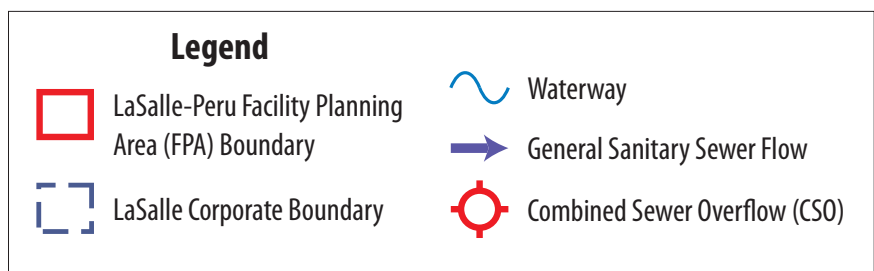 Legend
LaSalle-Peru Facility Planning
Area (FPA) Boundary
LaSalle Corporate Boundary
Waterway
General Sanitary Sewer Flow
Combined Sewer Overflow (CSO)